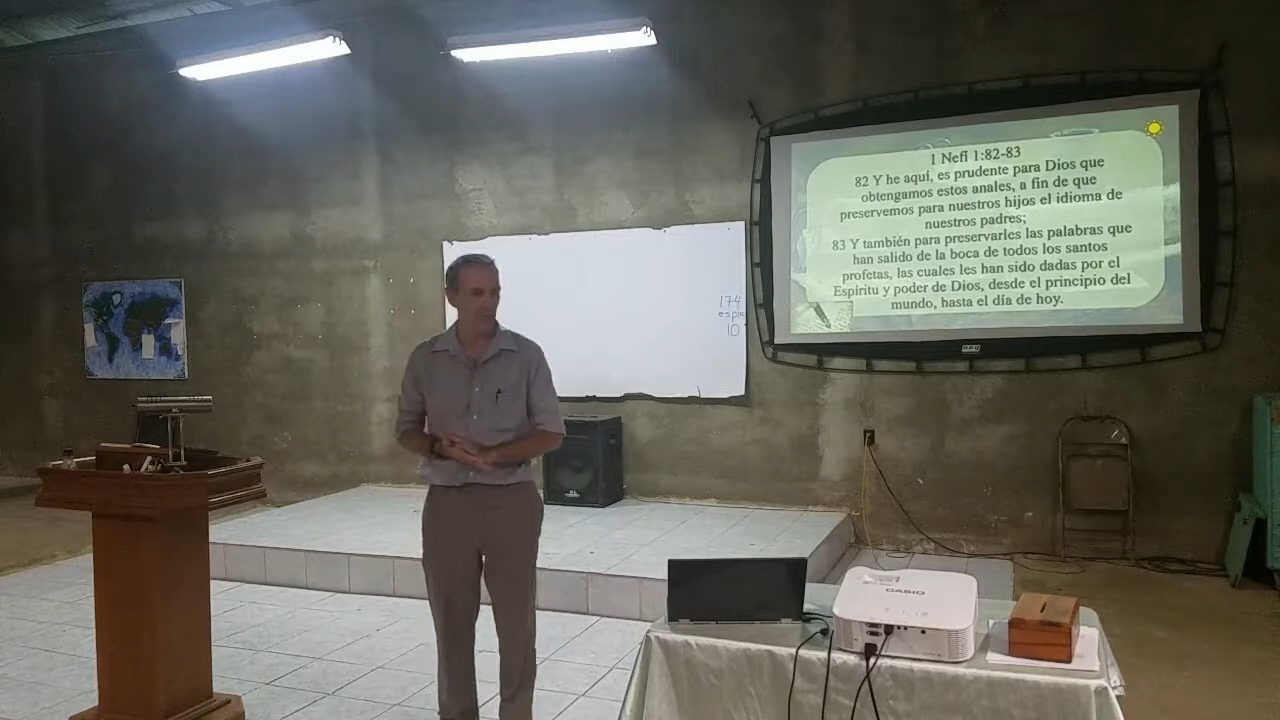 1 Nefi 1:82-83
82 Y he aquí, es prudente para Dios que
obtengamos estos anales, a fin de que
preservemos para nuestros hijos el idioma de
nuestros padres;
83 Y también para preservarles las palabras que
han salido de la boca de todos los santos
profetas, las cuales les han sido dadas por el
Espíritu y poder de Dios, desde el principio del
mundo, hasta el día de hoy.
174
10
CASIO